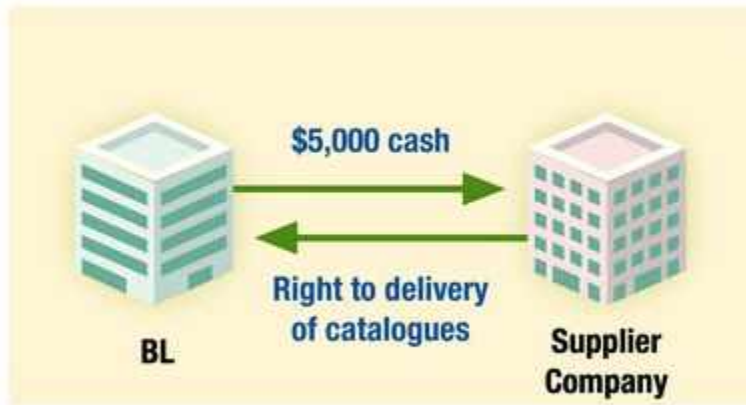 $5,000 cash
Right to delivery
of catalogues
BL
Supplier
Company